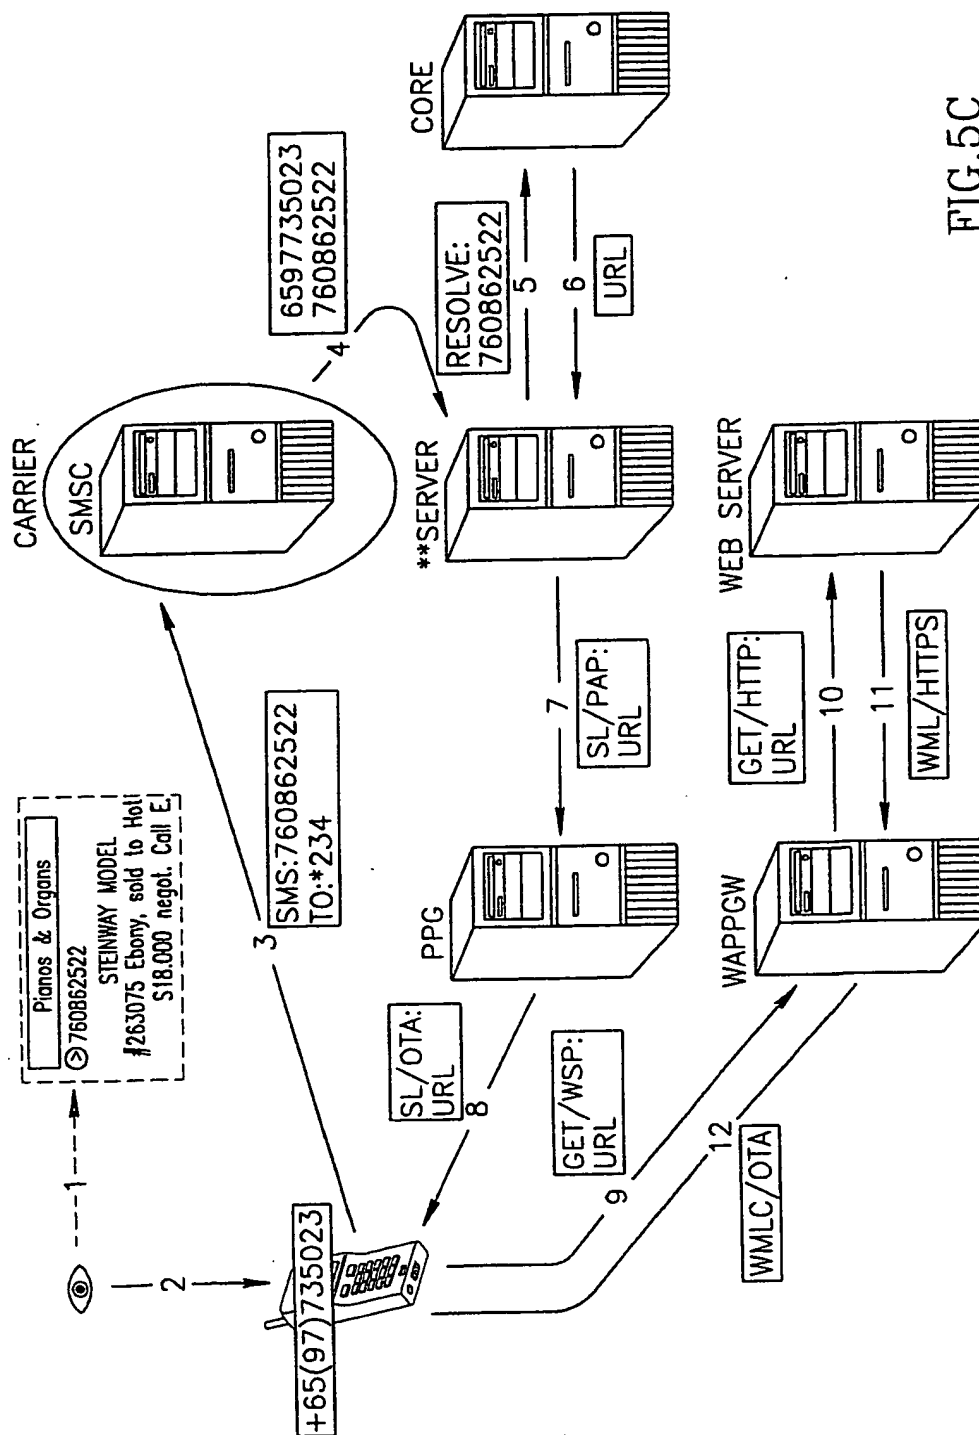 CARRIER
SMSC
CORE
6597735023
760862522
4
RESOLVE:
760862522
5
6
URL
**SERVER
Pianos & Organs
760862522
STEINWAY MODEL
#263075 Ebony, sold to Hotl
$18.000 negot. Call E.
1
2
3
SMS:760862522
TO:*234
7
SL/PAP:
URL
PPG
SL/OTA:
URL
8
+65(97)735023
GET/WSP:
URL
9
12
WMLC/OTA
WAPPGW
GET/HTTP:
URL
10
11
WML/HTTPS
WEB SERVER
FIG.5C